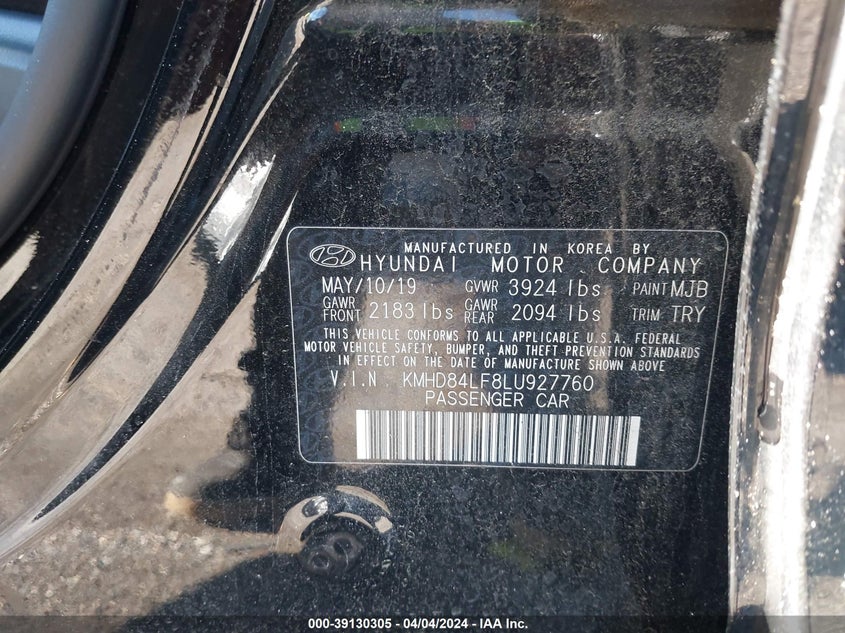 MANUFACTURED IN KOREA BY
HYUNDAI MOTOR COMPANY
MAY/10/19 GVWR 3924 lbs PAINT MJB
GAWR FRONT 2183 lbs GAWR REAR 2094 lbs TRIM TRY
THIS VEHICLE CONFORMS TO ALL APPLICABLE U.S.A. FEDERAL
MOTOR VEHICLE SAFETY, BUMPER, AND THEFT PREVENTION STANDARDS
IN EFFECT ON THE DATE OF MANUFACTURE SHOWN ABOVE
V.I.N : KMHD84LF8LU927760
PASSENGER CAR
000-39130305 - 04/04/2024 - IAA Inc.